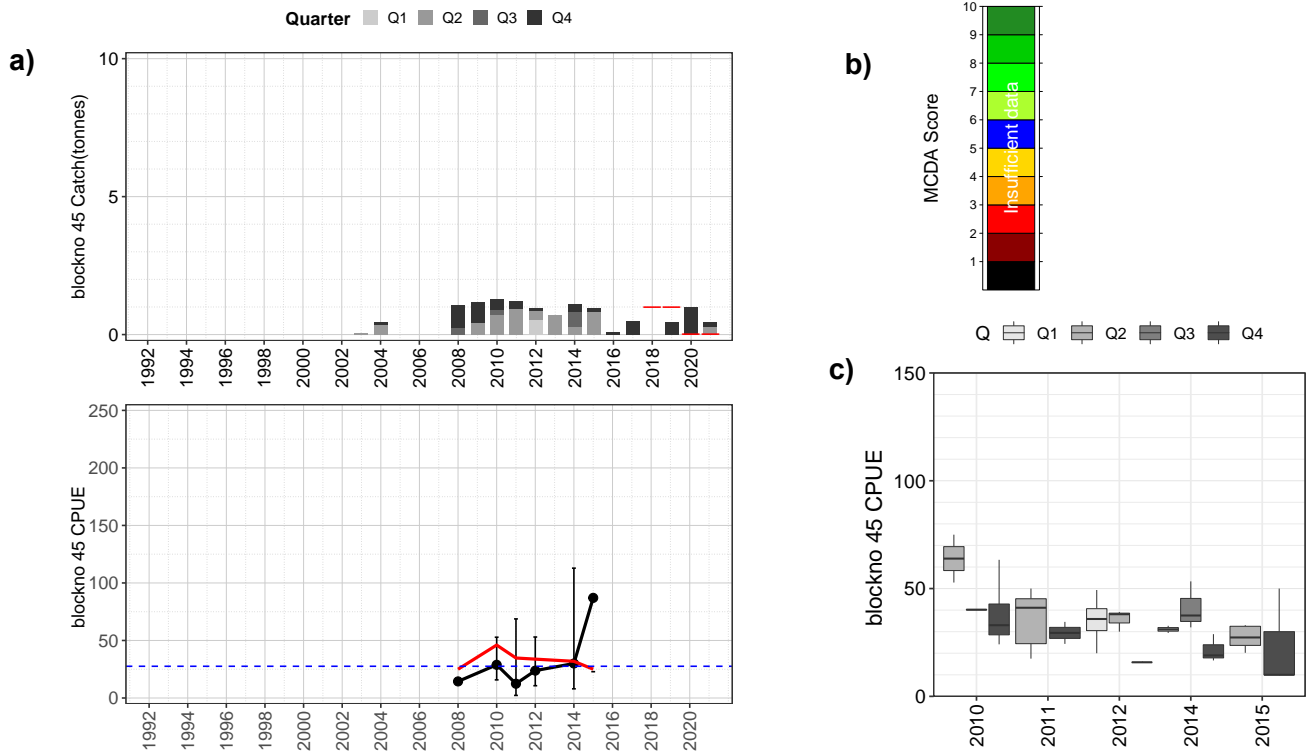 Quarter Q1 Q2 Q3 Q4
a)
blockno 45 Catch(tonnes)
10
5
0
1992 1994 1996 1998 2000 2002 2004 2006 2008 2010 2012 2014 2016 2018 2020
blockno 45 CPUE
250
200
150
100
50
0
1992 1994 1996 1998 2000 2002 2004 2006 2008 2010 2012 2014 2016 2018 2020
b)
MCDA Score
10
9
8
7
6
5
4
3
2
1
Insufficient data
Q Q1 Q2 Q3 Q4
c)
blockno 45 CPUE
150
100
50
0
2010 2011 2012 2014 2015